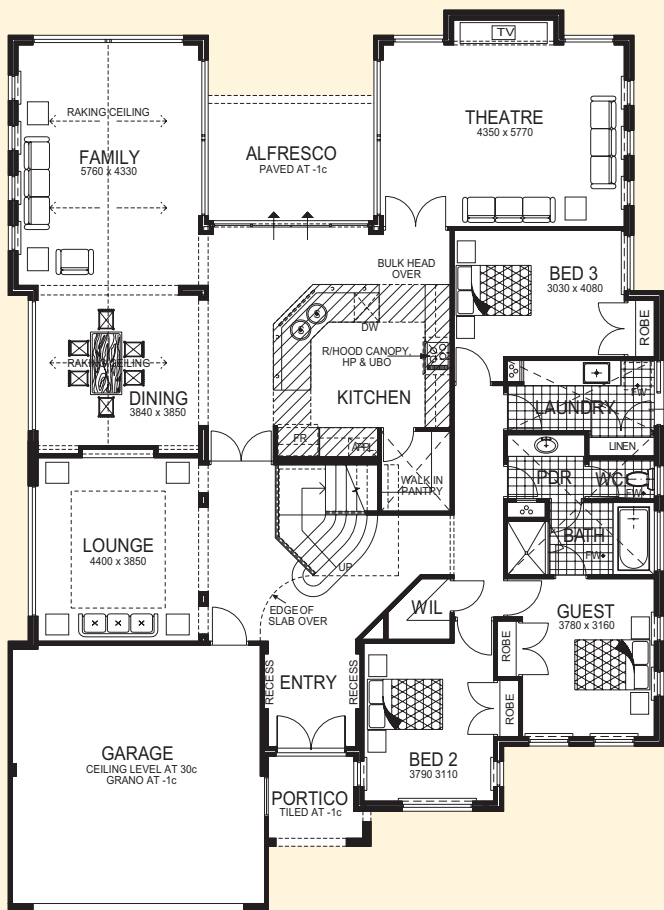 TV
RAKING CEILING
FAMILY
5760 x 4330
ALFRESCO
PAVED AT -1c
THEATRE
4350 x 5770
BULK HEAD
OVER
BED 3
3030 x 4080
ROBE
DW
R/HOOD CANOPY,
HP & UBO
KITCHEN
RAKING CEILING
DINING
3840 x 3850
FR
APPL
WALK IN
PANTRY
FW
LAUNDRY
LINEN
PDR
WC
FW
BATH
FW
LOUNGE
4400 x 3850
UP
EDGE OF
SLAB OVER
WIL
GUEST
3780 x 3160
ROBE
RECESS
ENTRY
RECESS
ROBE
BED 2
3790 3110
GARAGE
CEILING LEVEL AT 30c
GRANO AT -1c
PORTICO
TILED AT -1c